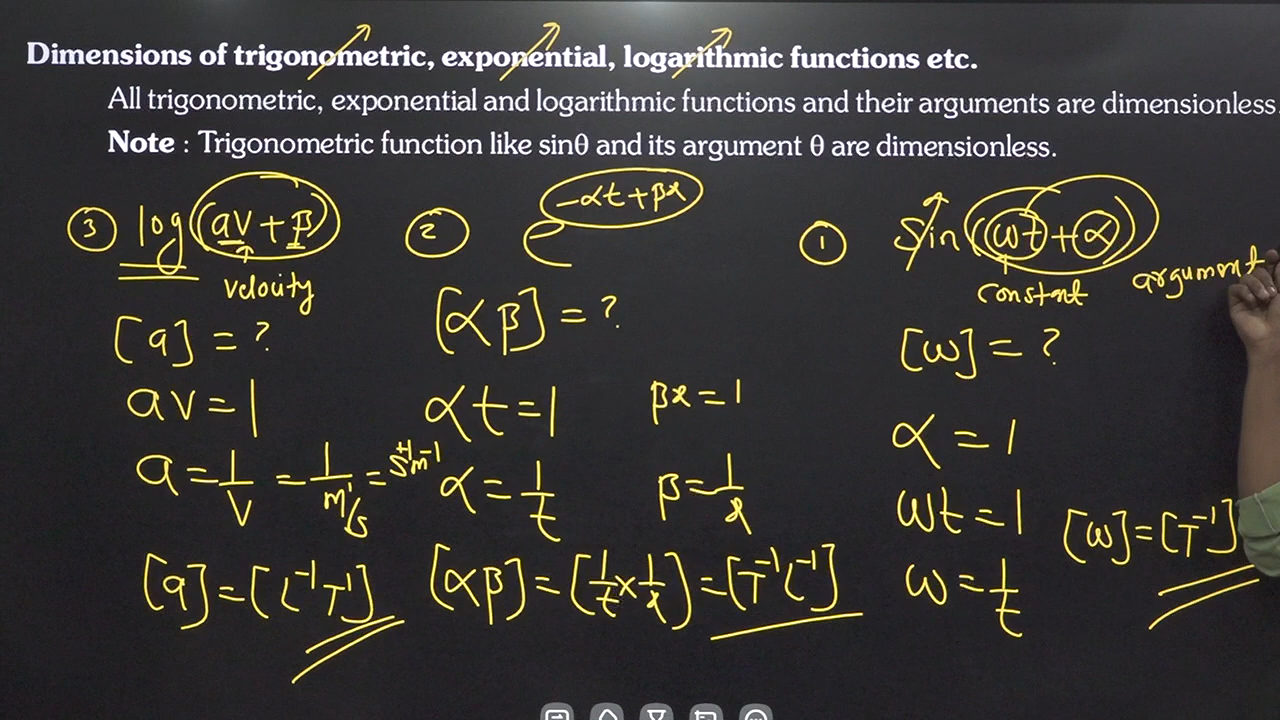 Dimensions of trigonometric, exponential, logarithmic functions etc.
All trigonometric, exponential and logarithmic functions and their arguments are dimensionless
Note : Trigonometric function like sinθ and its argument θ are dimensionless.
③ log(av+β)
velocity
[a] = ?
av = 1
a = 1/v = 1/m¹/s = s⁺¹m⁻¹
[a] = [L⁻¹T⁻¹]
② e^(-αt+βx)
[αβ] = ?
αt = 1
βx = 1
α = 1/t
β = 1/x
[αβ] = [1/t × 1/x] = [T⁻¹L⁻¹]
① Sin((ωt)+(α))
constant
argument
[ω] = ?
α = 1
ωt = 1
ω = 1/t
[ω] = [T⁻¹]